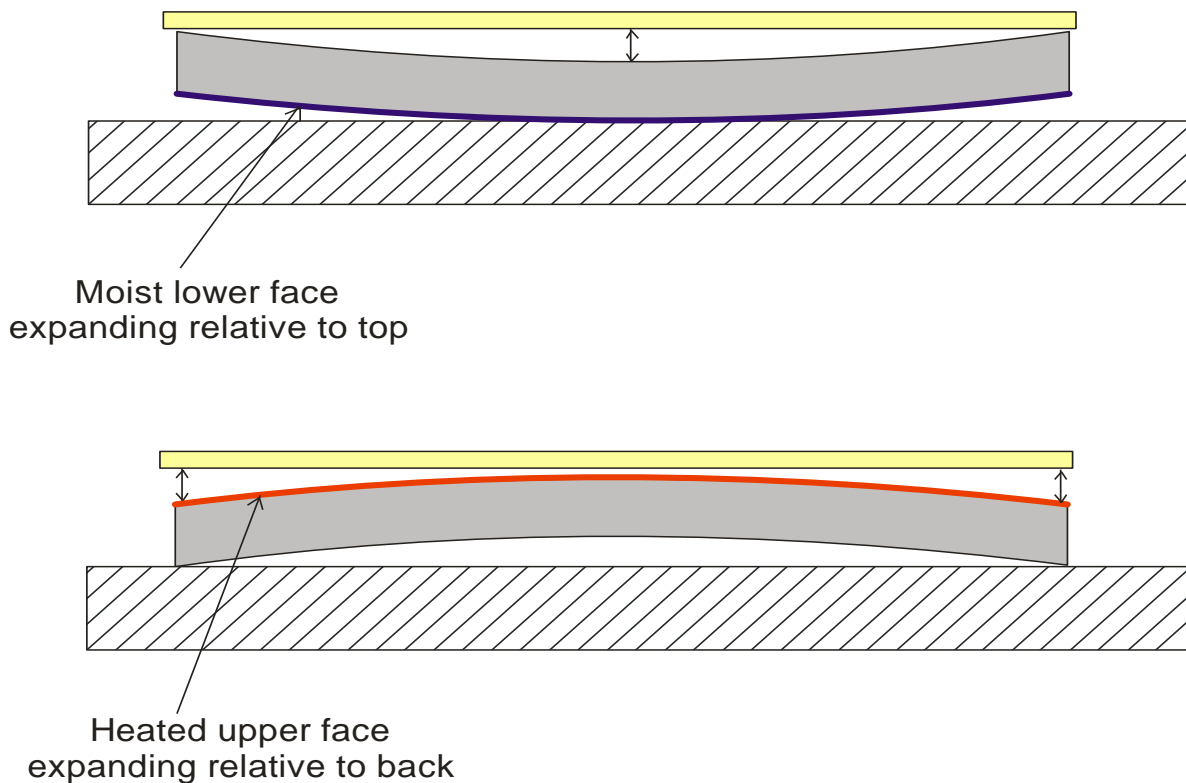 Moist lower face
expanding relative to top
Heated upper face
expanding relative to back